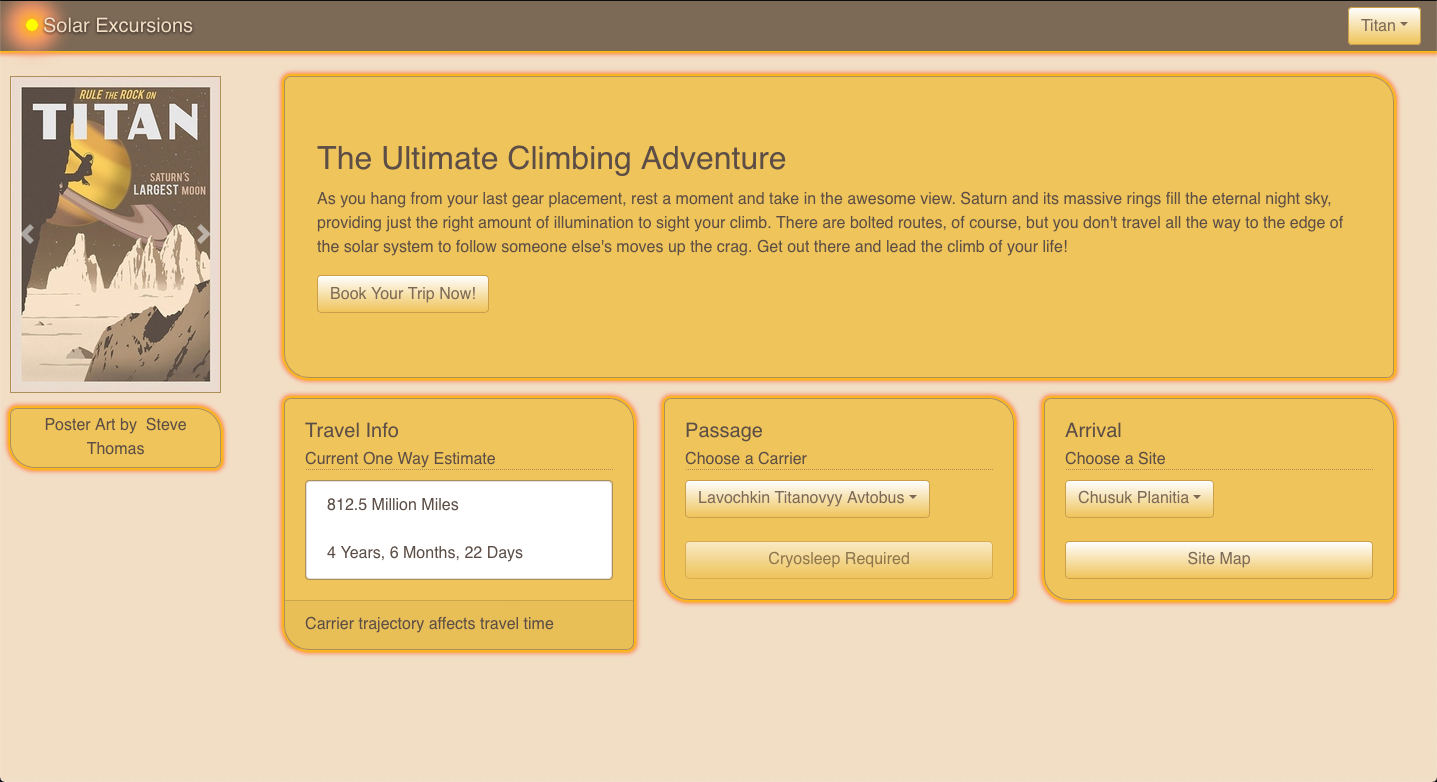 Solar Excursions
Titan
RULE THE ROCK ON
TITAN
SATURN'S
LARGEST MOON
Poster Art by  Steve
Thomas
The Ultimate Climbing Adventure
As you hang from your last gear placement, rest a moment and take in the awesome view. Saturn and its massive rings fill the eternal night sky,
providing just the right amount of illumination to sight your climb. There are bolted routes, of course, but you don't travel all the way to the edge of
the solar system to follow someone else's moves up the crag. Get out there and lead the climb of your life!
Book Your Trip Now!
Travel Info
Current One Way Estimate
812.5 Million Miles
4 Years, 6 Months, 22 Days
Carrier trajectory affects travel time
Passage
Choose a Carrier
Lavochkin Titanovyy Avtobus
Cryosleep Required
Arrival
Choose a Site
Chusuk Planitia
Site Map